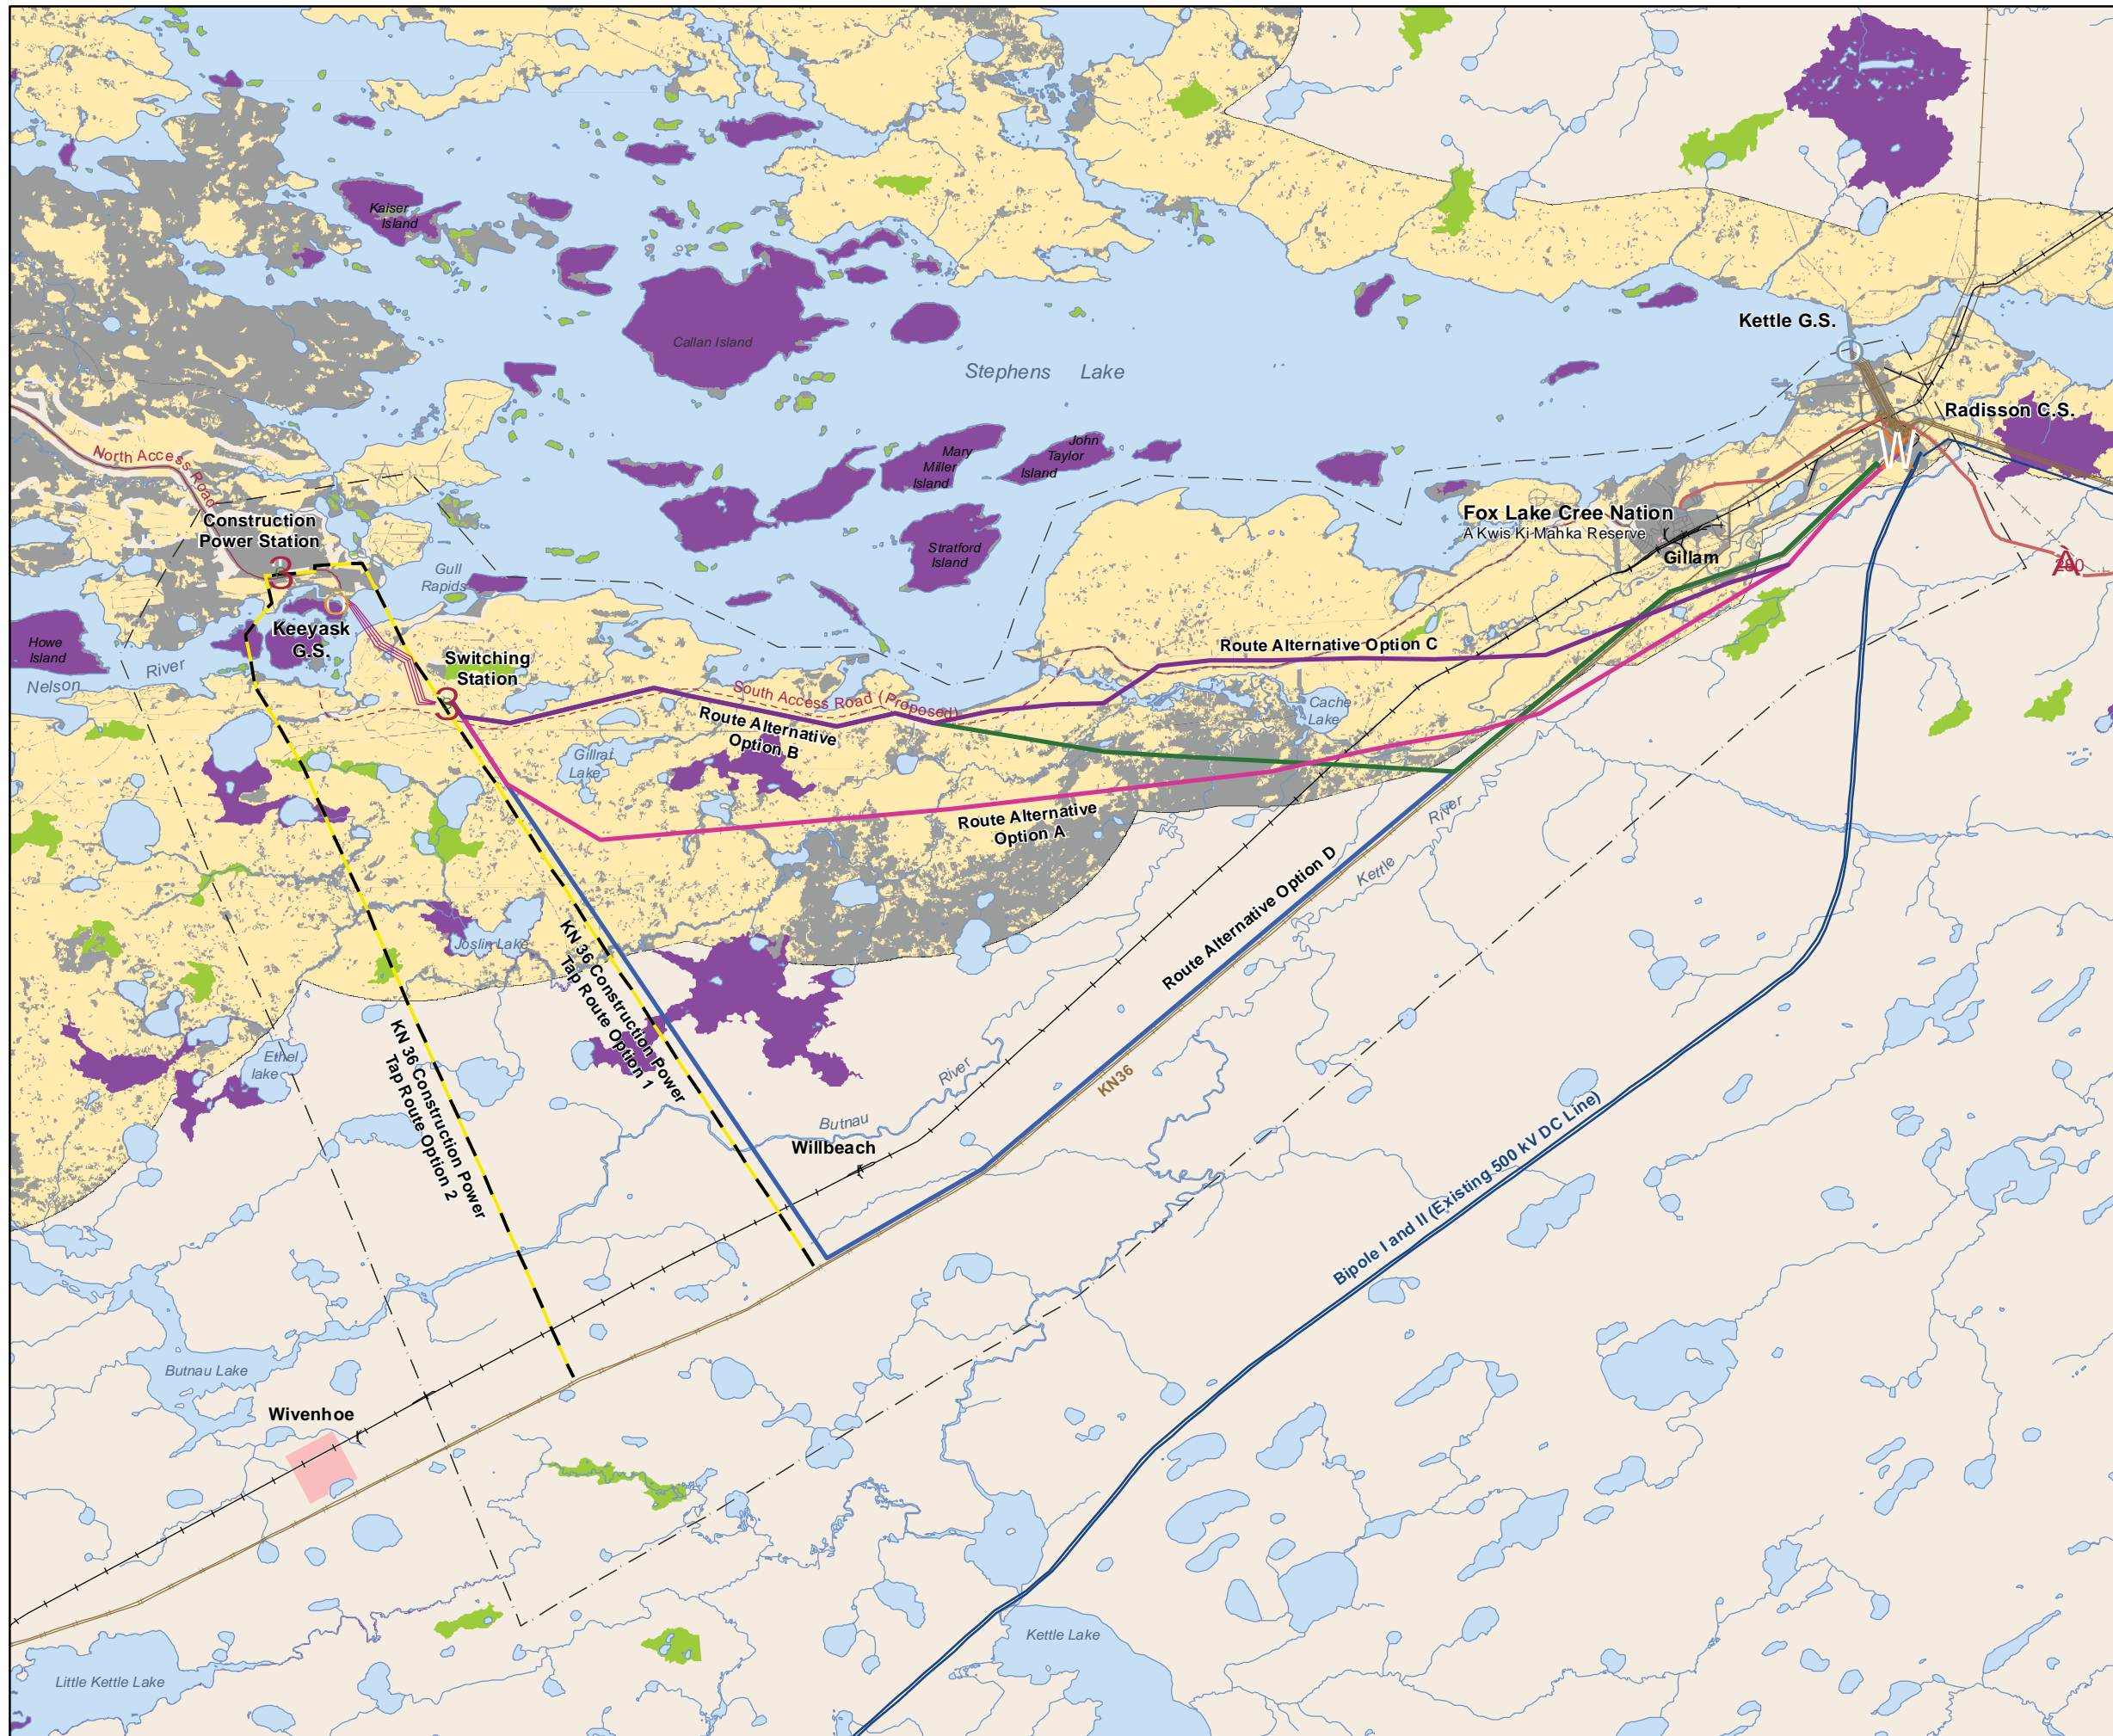 Kaiser
Island
Callan Island
Stephens Lake
Kettle G.S.
Radisson C.S.
W
Mary
Miller
Island
John
Taylor
Island
Stratford
Island
North Access Road
Construction
Power Station
3
Gull
Rapids
Fox Lake Cree Nation
A Kwis Ki Mahka Reserve
Gillam
280
Howe
Island
Nelson River
Keeyask
G.S.
Switching
Station
3
South Access Road (Proposed)
Route Alternative Option C
Route Alternative
Option B
Cache
Lake
Gillrat
Lake
Route Alternative
Option A
Route Alternative Option D
Kettle River
Joslin Lake
KN 36 Construction Power
Tap Route Option 1
KN 36 Construction Power
Tap Route Option 2
Ethel
lake
Butnau River
Willbeach
KN36
Bipole I and II (Existing 500 kV DC Line)
Butnau Lake
Wivenhoe
Kettle Lake
Little Kettle Lake